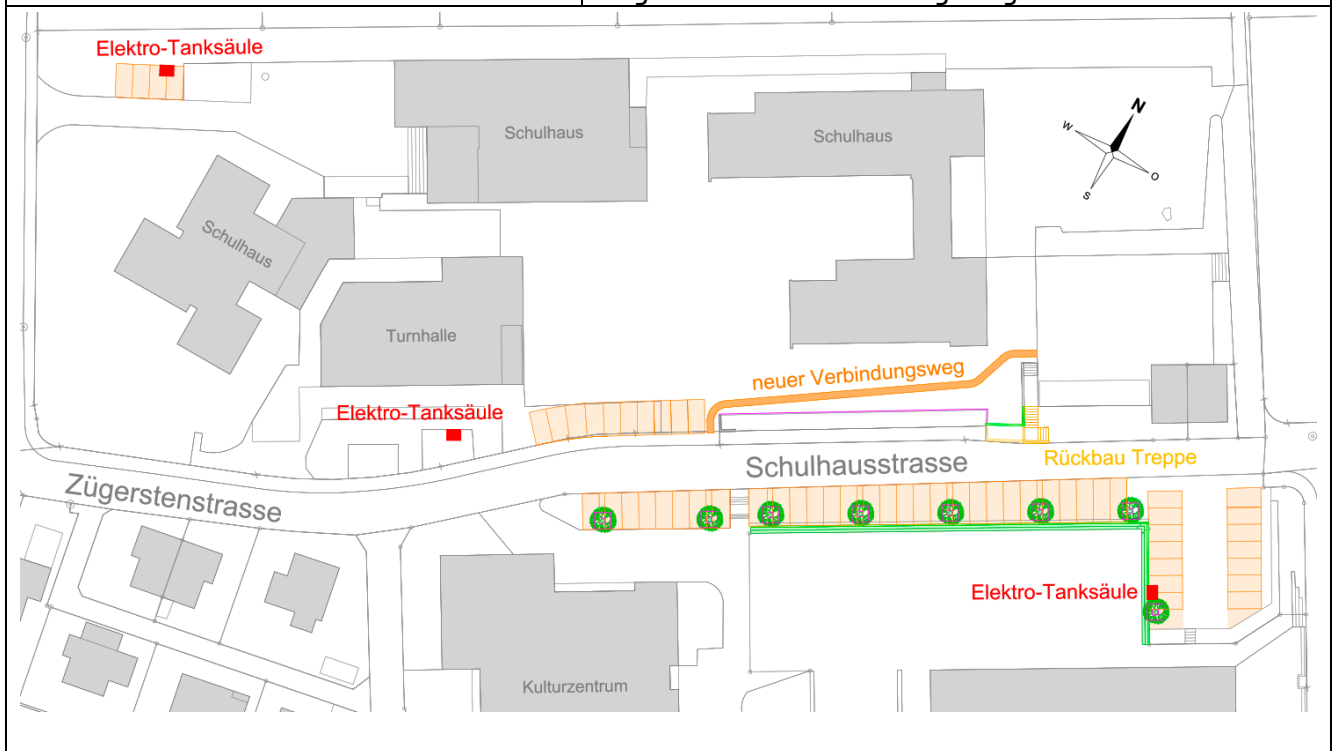 Elektro-Tanksäule
Schulhaus
Schulhaus
N
W
O
S
Schulhaus
Turnhalle
neuer Verbindungsweg
Elektro-Tanksäule
Schulhausstrasse
Rückbau Treppe
Zügerstenstrasse
Elektro-Tanksäule
Kulturzentrum